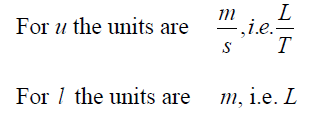 For u the units are m/s, i.e. L/T
For l the units are m, i.e. L